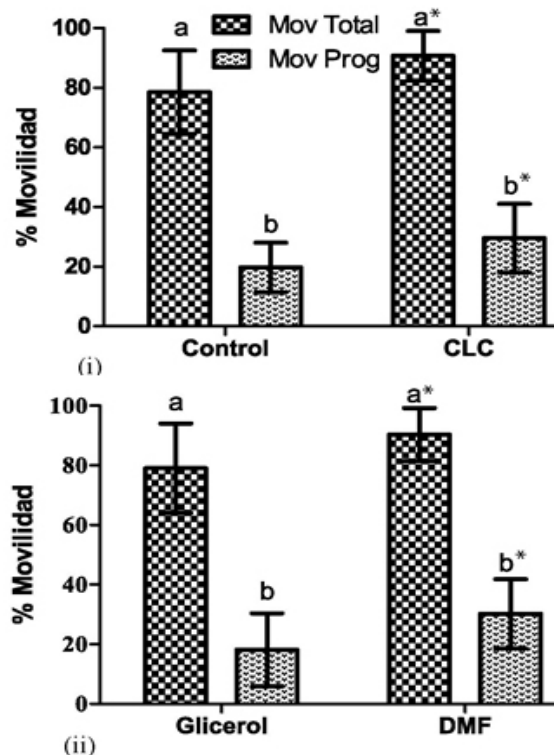 100
80
60
40
20
0
% Movilidad
Mov Total
Mov Prog
a
b
a*
b*
Control CLC
(i)
100
80
60
40
20
0
% Movilidad
a
b
a*
b*
Glicerol DMF
(ii)